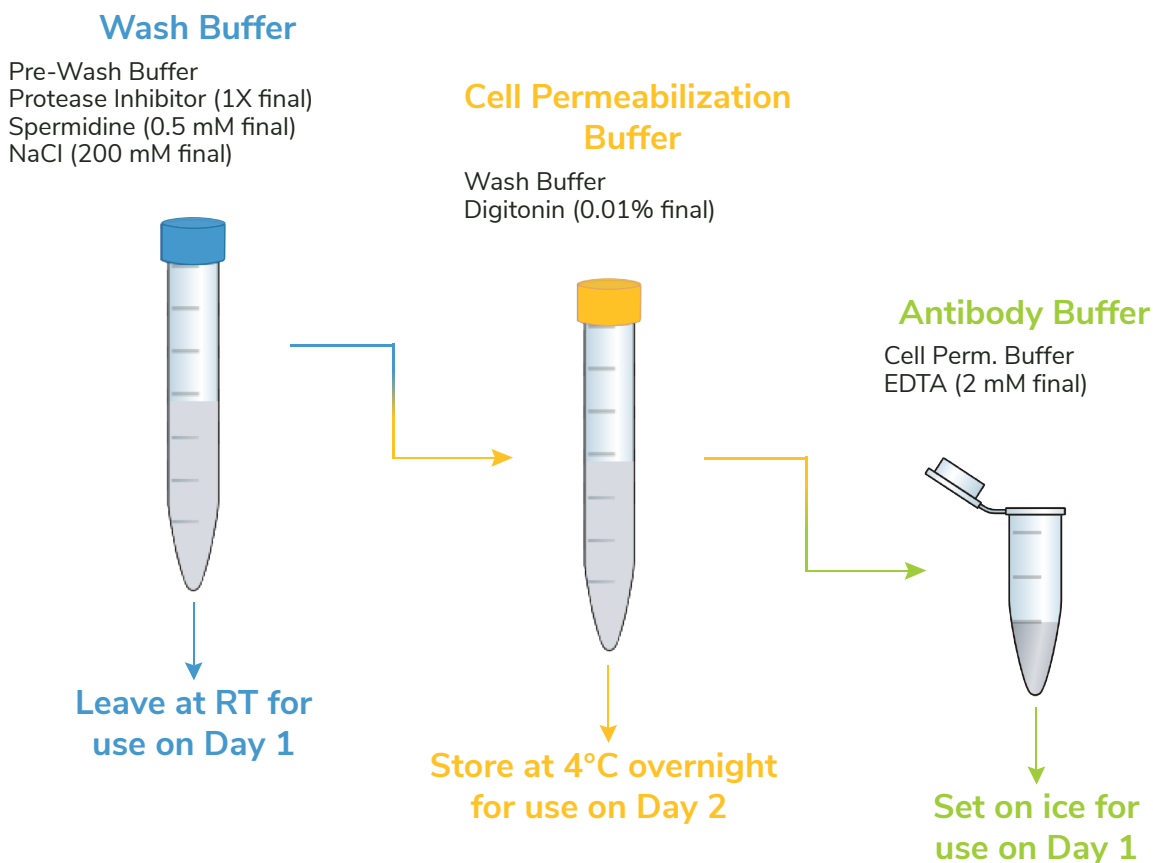 Wash Buffer
Pre-Wash Buffer
Protease Inhibitor (1X final)
Spermidine (0.5 mM final)
NaCl (200 mM final)
Cell Permeabilization
Buffer
Wash Buffer
Digitonin (0.01% final)
Antibody Buffer
Cell Perm. Buffer
EDTA (2 mM final)
Leave at RT for
use on Day 1
Store at 4°C overnight
for use on Day 2
Set on ice for
use on Day 1